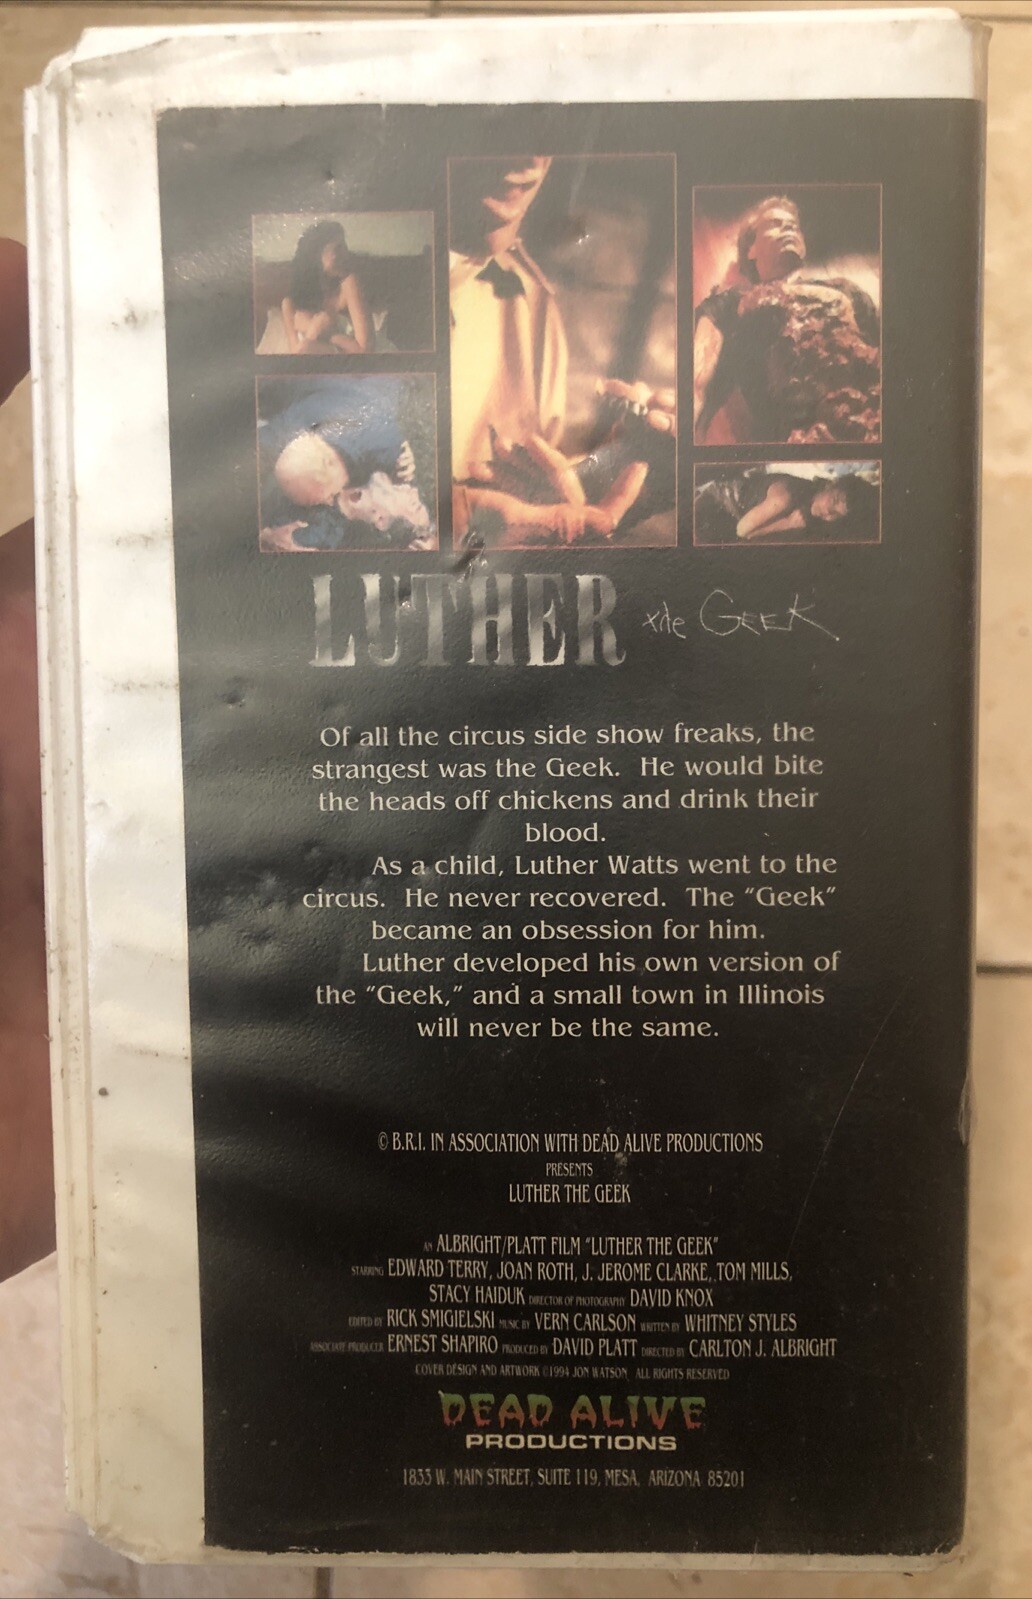 LUTHER the GEEK
Of all the circus side show freaks, the
strangest was the Geek. He would bite
the heads off chickens and drink their
blood.
As a child, Luther Watts went to the
circus. He never recovered. The "Geek"
became an obsession for him.
Luther developed his own version of
the "Geek," and a small town in Illinois
will never be the same.
© B.R.I. IN ASSOCIATION WITH DEAD ALIVE PRODUCTIONS
PRESENTS
LUTHER THE GEEK
AN ALBRIGHT/PLATT FILM "LUTHER THE GEEK"
STARRING EDWARD TERRY, JOAN ROTH, J. JEROME CLARKE, TOM MILLS,
STACY HAIDUK DIRECTOR OF PHOTOGRAPHY DAVID KNOX
EDITED BY RICK SMIGIELSKI MUSIC BY VERN CARLSON WRITTEN BY WHITNEY STYLES
ASSOCIATE PRODUCER ERNEST SHAPIRO PRODUCED BY DAVID PLATT DIRECTED BY CARLTON J. ALBRIGHT
COVER DESIGN AND ARTWORK ©1994 JON WATSON ALL RIGHTS RESERVED
DEAD ALIVE
PRODUCTIONS
1833 W. MAIN STREET, SUITE 119, MESA, ARIZONA 85201